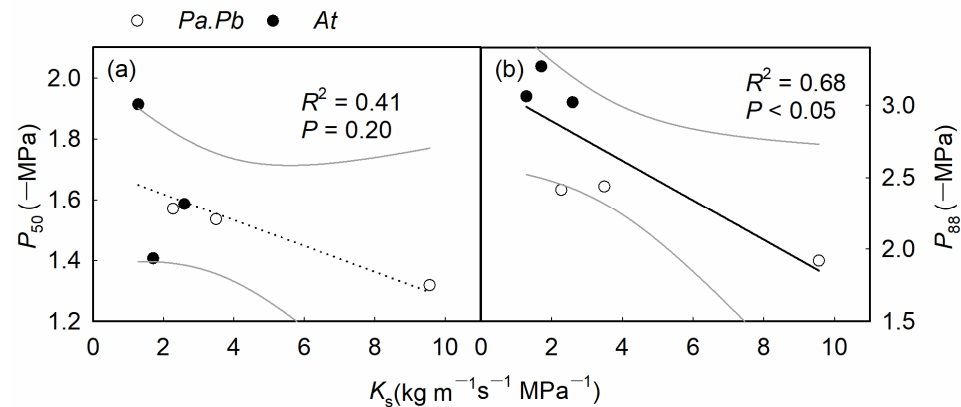 Pa.Pb At
(a)
R² = 0.41
P = 0.20
(b)
R² = 0.68
P < 0.05
2.0
1.8
1.6
1.4
1.2
P₅₀ (—MPa)
3.0
2.5
2.0
1.5
P₈₈ (—MPa)
0 2 4 6 8 10
0 2 4 6 8 10
Kₛ(kg m⁻¹s⁻¹ MPa⁻¹)